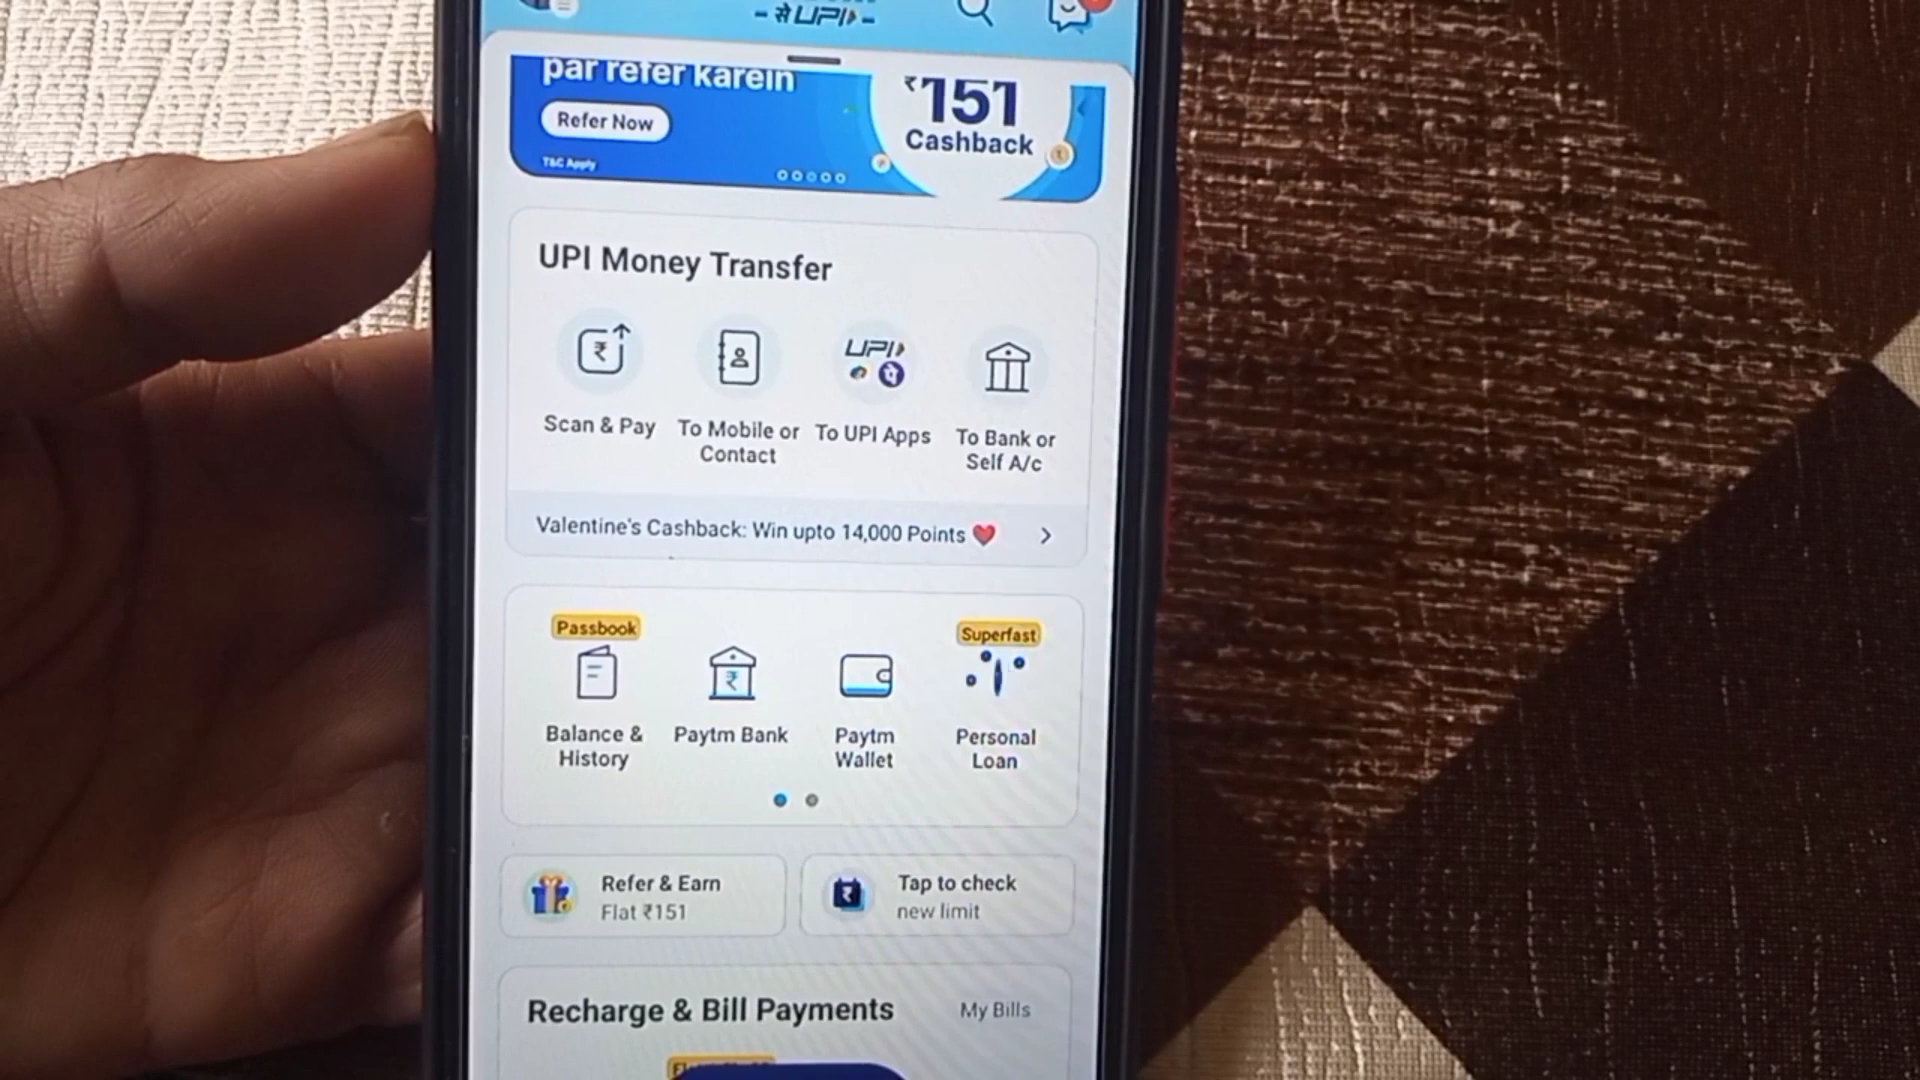 से UPI
par refer karein
₹151
Refer Now
Cashback
T&C Apply
UPI Money Transfer
UPI
पे
Scan & Pay
To Mobile or
Contact
To UPI Apps
To Bank or
Self A/c
Valentine's Cashback: Win upto 14,000 Points ❤️
Passbook
Superfast
Balance &
History
Paytm Bank
Paytm
Wallet
Personal
Loan
Refer & Earn
Flat ₹151
Tap to check
new limit
Recharge & Bill Payments
My Bills